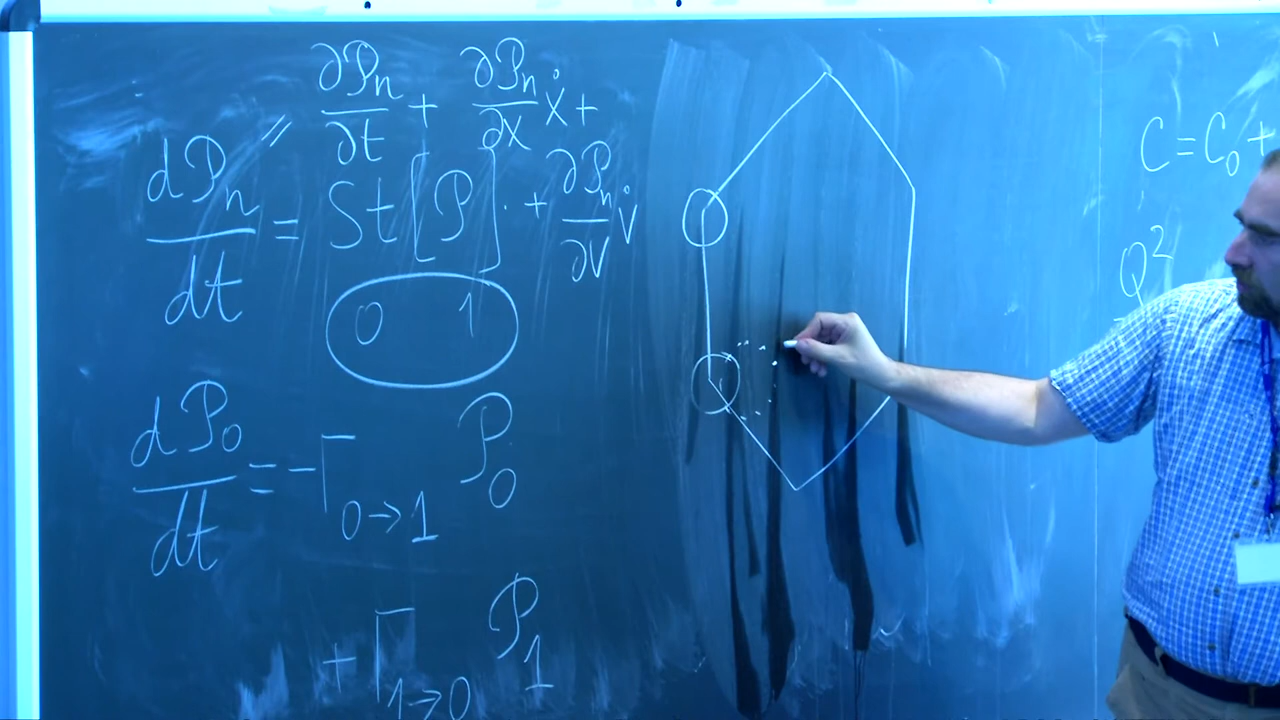 ∂𝒫n/∂t + ∂𝒫n/∂x ẋ +
d𝒫n/dt = St[𝒫] . + ∂𝒫n/∂V V̇
0 1
d𝒫0/dt = -Γ0→1 𝒫0
+ Γ1→0 𝒫1
C = C0 +
Q²